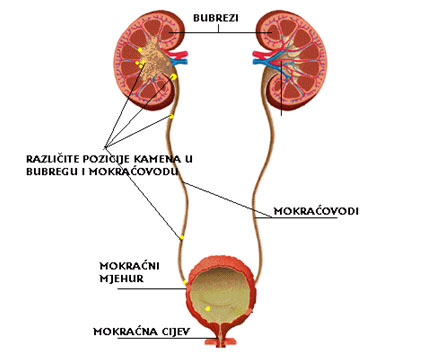 BUBREZI
RAZLIČITE POZICIJE KAMENA U
BUBREGU I MOKRAĆOVODU
MOKRAĆOVODI
MOKRAĆNI
MJEHUR
MOKRAĆNA CIJEV